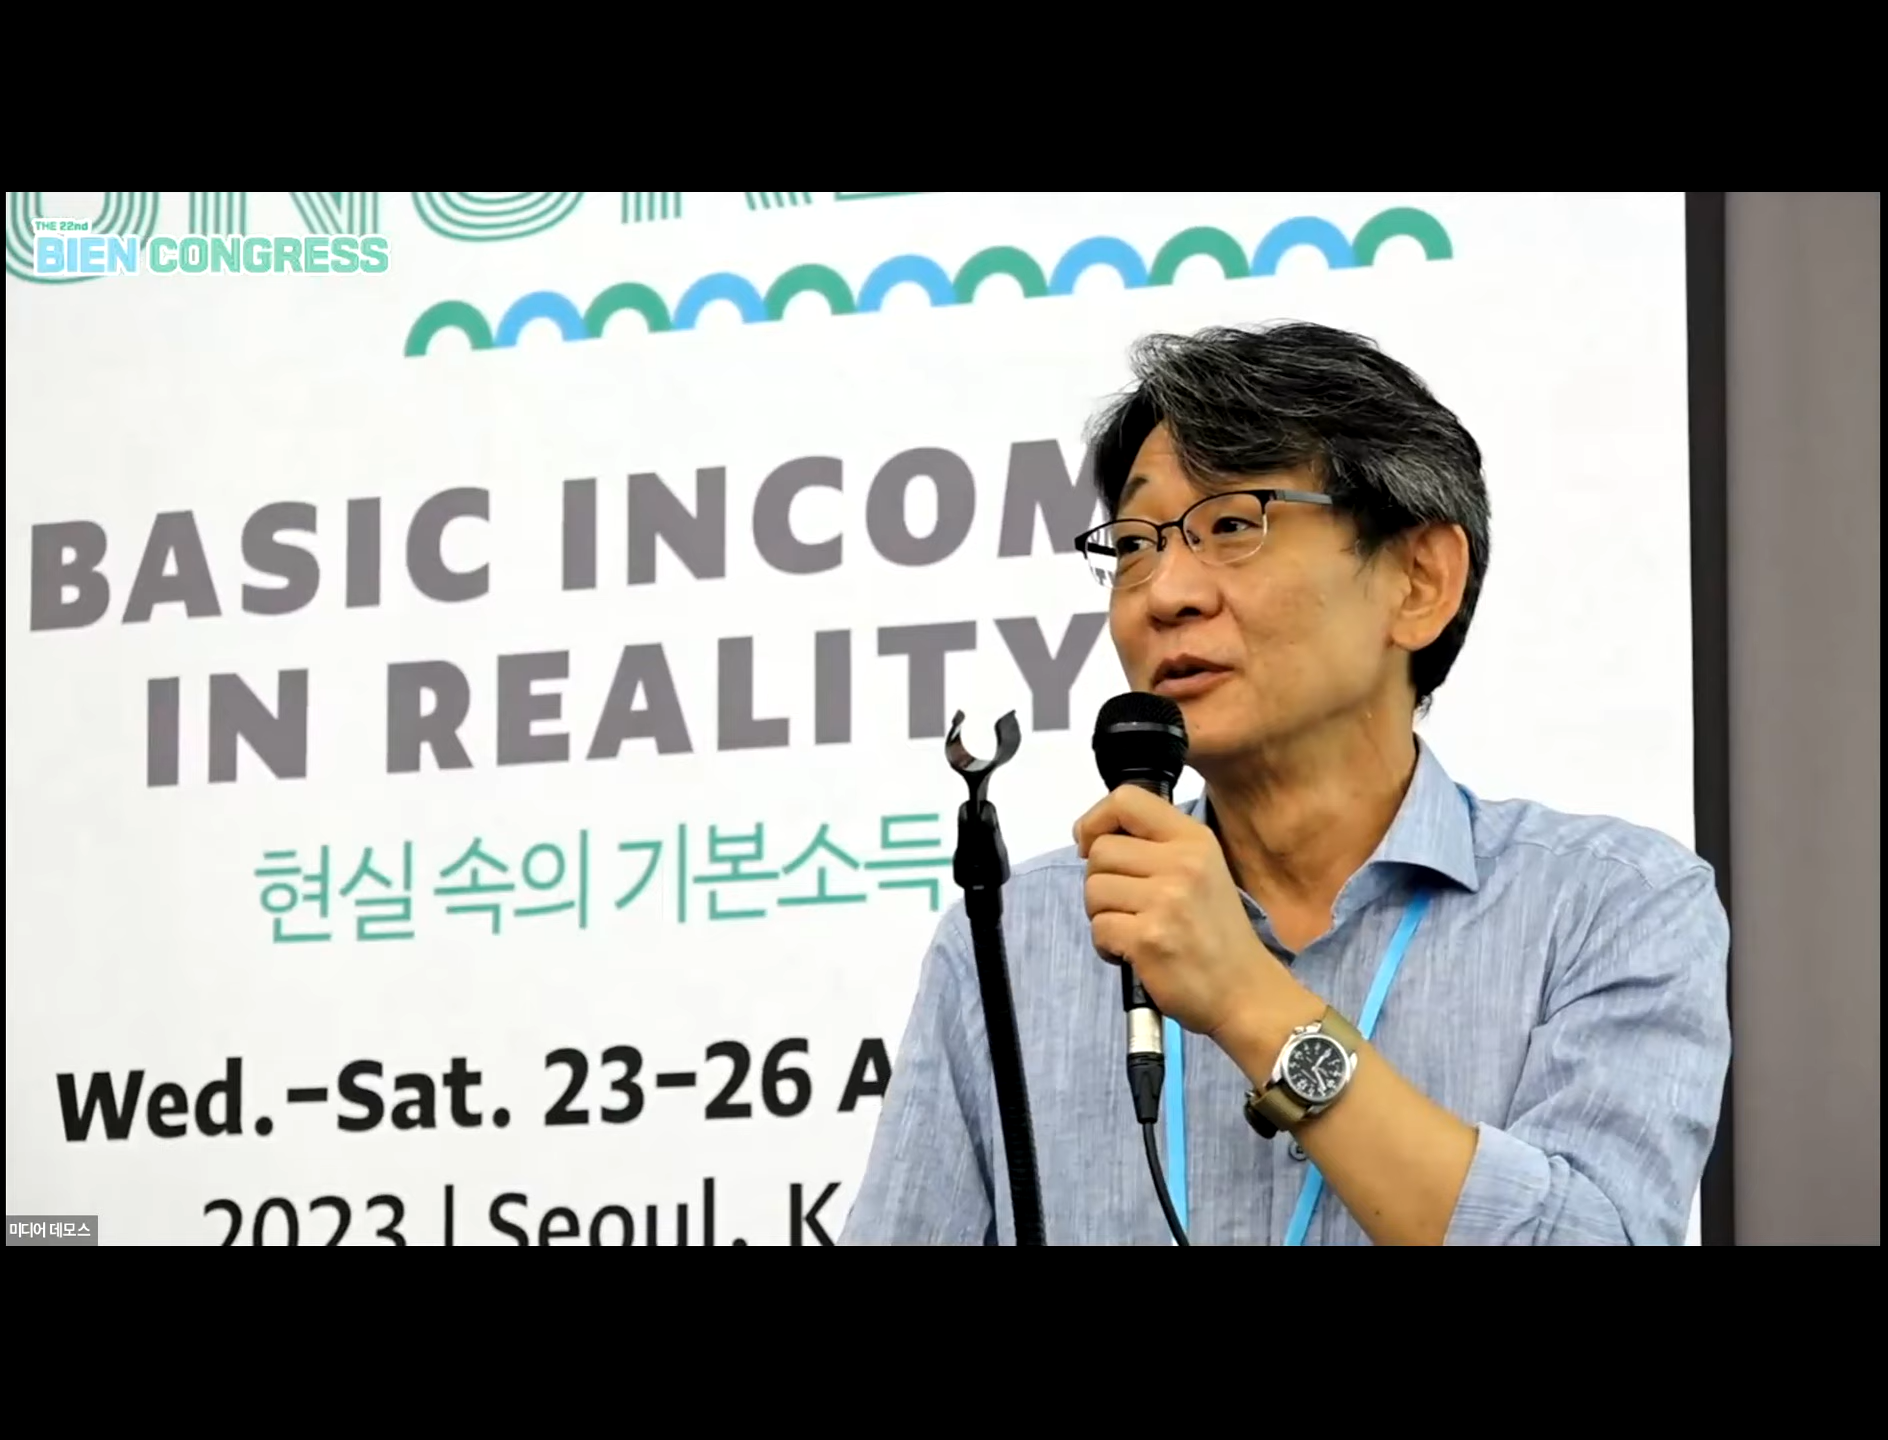 THE 22nd
BIEN CONGRESS
BASIC INCOM
IN REALITY
현실 속의 기본소득
Wed.-Sat. 23-26 A
2023 | Seoul, K
미디어 데모스